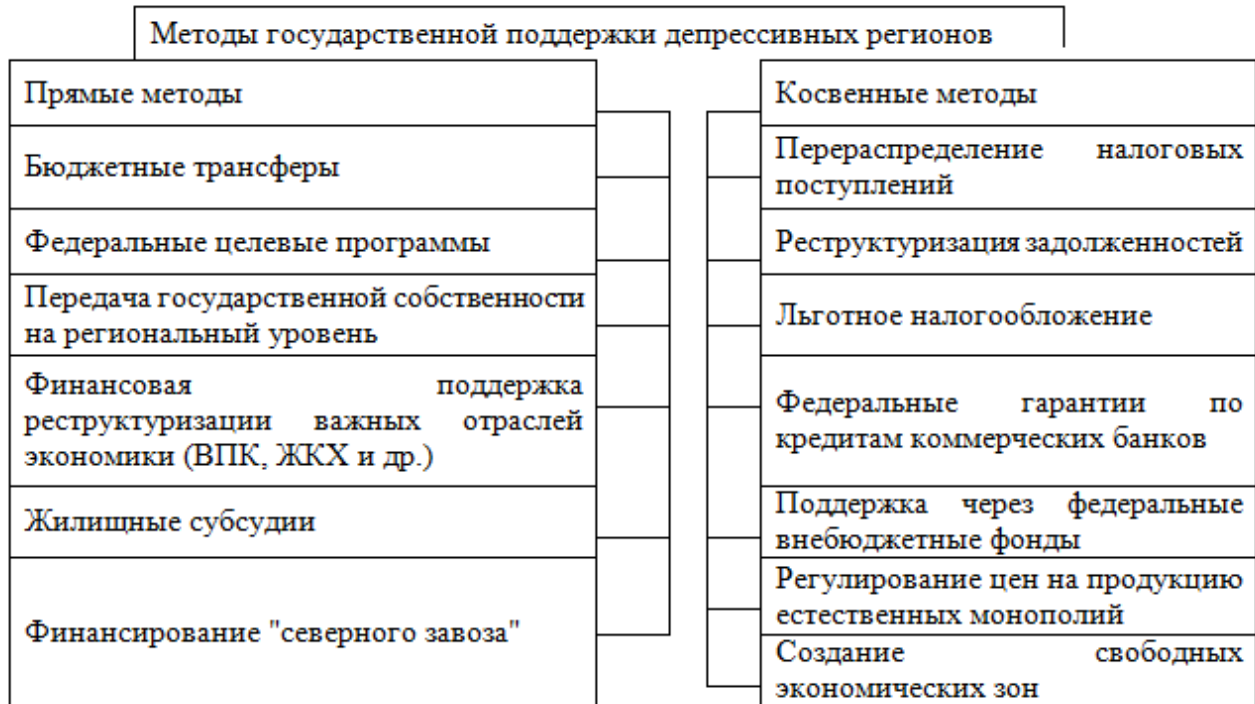 Методы государственной поддержки депрессивных регионов
Прямые методы
Бюджетные трансферы
Федеральные целевые программы
Передача государственной собственности
на региональный уровень
Финансовая поддержка
реструктуризации важных отраслей
экономики (ВПК, ЖКХ и др.)
Жилищные субсудии
Финансирование "северного завоза"
Косвенные методы
Перераспределение налоговых
поступлений
Реструктуризация задолженностей
Льготное налогообложение
Федеральные гарантии по
кредитам коммерческих банков
Поддержка через федеральные
внебюджетные фонды
Регулирование цен на продукцию
естественных монополий
Создание свободных
экономических зон